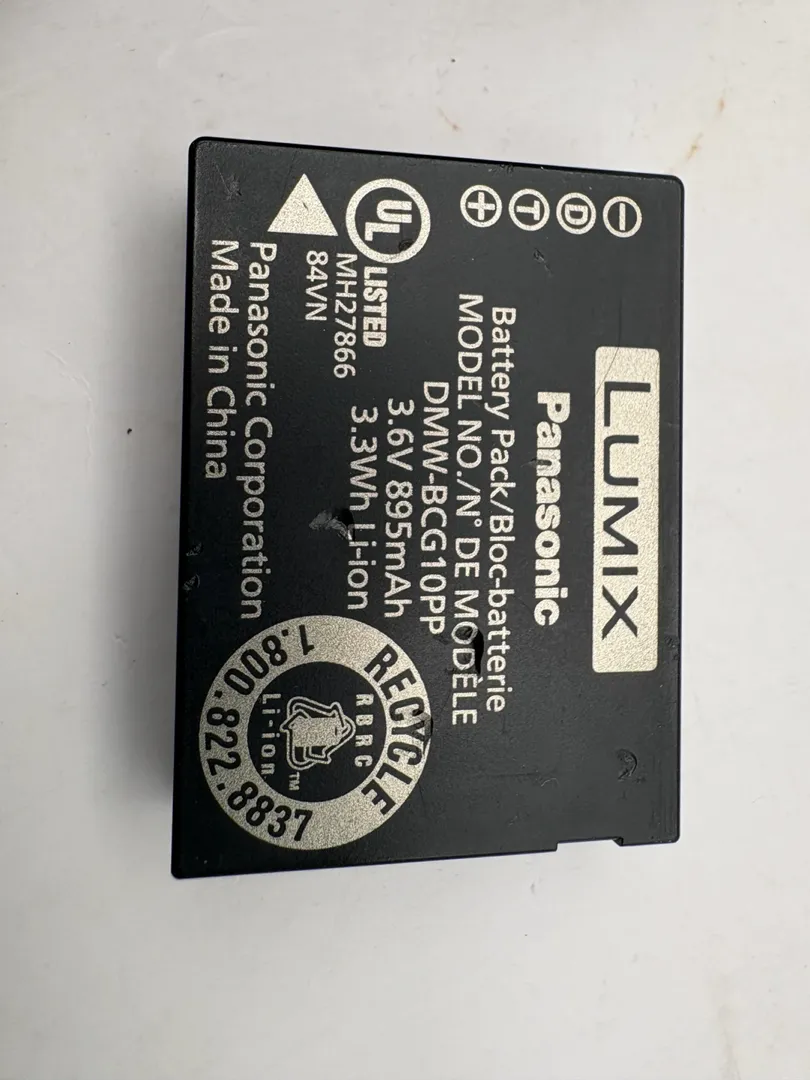 LUMIX
Panasonic
Battery Pack/Bloc-batterie
MODEL NO./N° DE MODÈLE
DMW-BCG10PP
3.6V 895mAh
3.3Wh Li-ion
+ T D −
UL LISTED
MH27866
84VN
Panasonic Corporation
Made in China
RECYCLE
RBRC
Li-ion
TM
1.800.822.8837